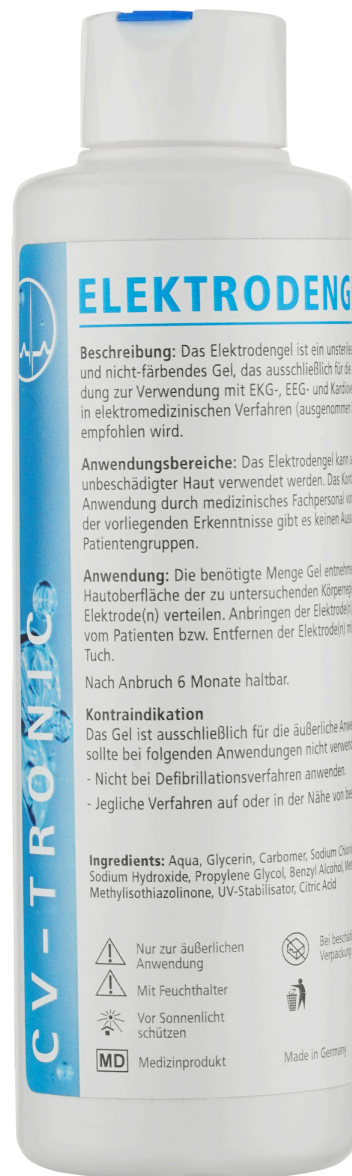 ELEKTRODENG
Beschreibung: Das Elektrodengel ist ein
und nicht-färbendes Gel, das ausschließlich für die
dung zur Verwendung mit EKG-, EEG- und
in elektromedizinischen Verfahren (ausgenommen
empfohlen wird.
Anwendungsbereiche: Das Elektrodengel kann
unbeschädigter Haut verwendet werden. Das
Anwendung durch medizinisches Fachpersonal
der vorliegenden Erkenntnisse gibt es keinen
Patientengruppen.
Anwendung: Die benötigte Menge Gel
Hautoberfläche der zu untersuchenden
Elektrode(n) verteilen. Anbringen der
vom Patienten bzw. Entfernen der Elektrode(n)
Tuch.
Nach Anbruch 6 Monate haltbar.
Kontraindikation
Das Gel ist ausschließlich für die äußerliche
sollte bei folgenden Anwendungen nicht
- Nicht bei Defibrillationsverfahren anwenden.
- Jegliche Verfahren auf oder in der Nähe von
Ingredients: Aqua, Glycerin, Carbomer, Sodium
Sodium Hydroxide, Propylene Glycol, Benzyl Alcohol,
Methylisothiazolinone, UV-Stabilisator, Citric Acid
Nur zur äußerlichen
Anwendung
Mit Feuchthalter
Vor Sonnenlicht
schützen
MD Medizinprodukt
Bei
Verpackung
Made in Germany
CV-TRONIC